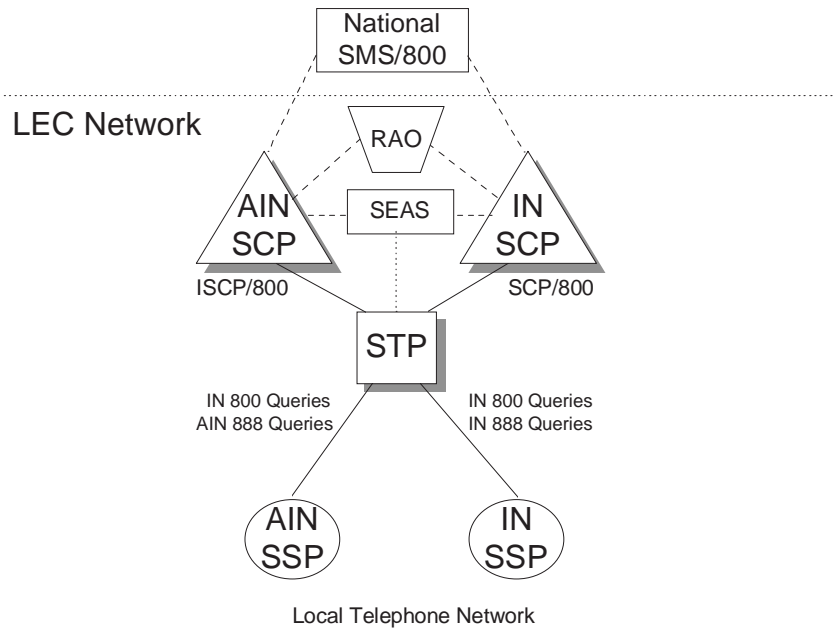 National
SMS/800
LEC Network
RAO
SEAS
AIN
SCP
IN
SCP
ISCP/800
SCP/800
STP
IN 800 Queries
AIN 888 Queries
IN 800 Queries
IN 888 Queries
AIN
SSP
IN
SSP
Local Telephone Network